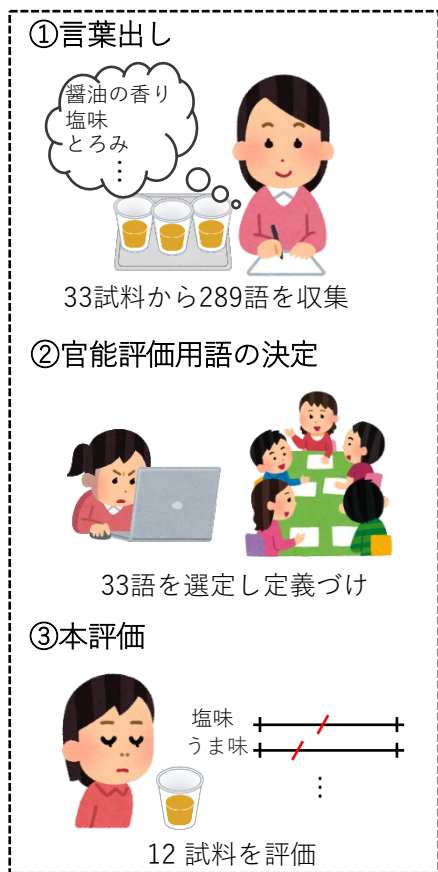 ①言葉出し
醤油の香り
塩味
とろみ
⋮
33試料から289語を収集
②官能評価用語の決定
33語を選定し定義づけ
③本評価
塩味
うま味
⋮
12 試料を評価